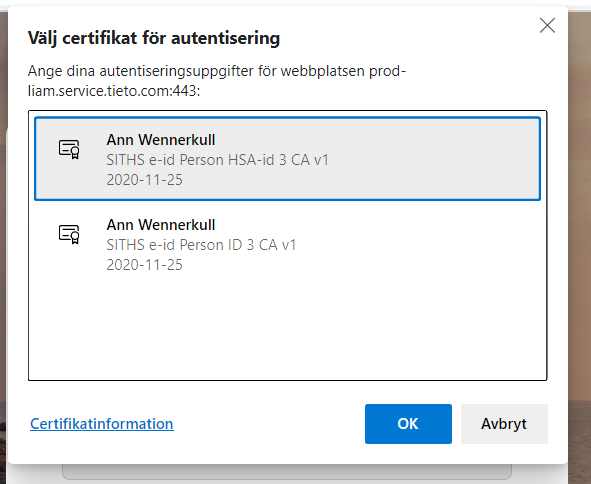 Välj certifikat för autentisering
Ange dina autentiseringsuppgifter för webbplatsen prod-
liam.service.tieto.com:443:
Ann Wennerkull
SITHS e-id Person HSA-id 3 CA v1
2020-11-25
Ann Wennerkull
SITHS e-id Person ID 3 CA v1
2020-11-25
Certifikatinformation
OK
Avbryt